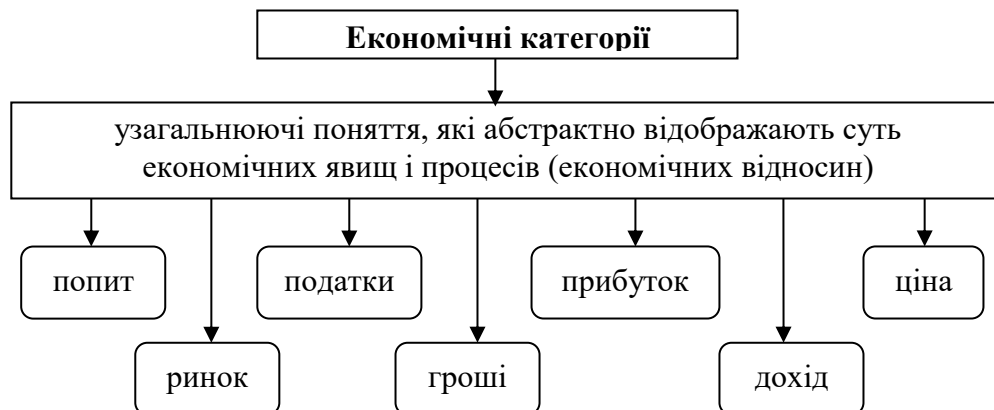 Економічні категорії
узагальнюючі поняття, які абстрактно відображають суть
економічних явищ і процесів (економічних відносин)
попит
податки
прибуток
ціна
ринок
гроші
дохід